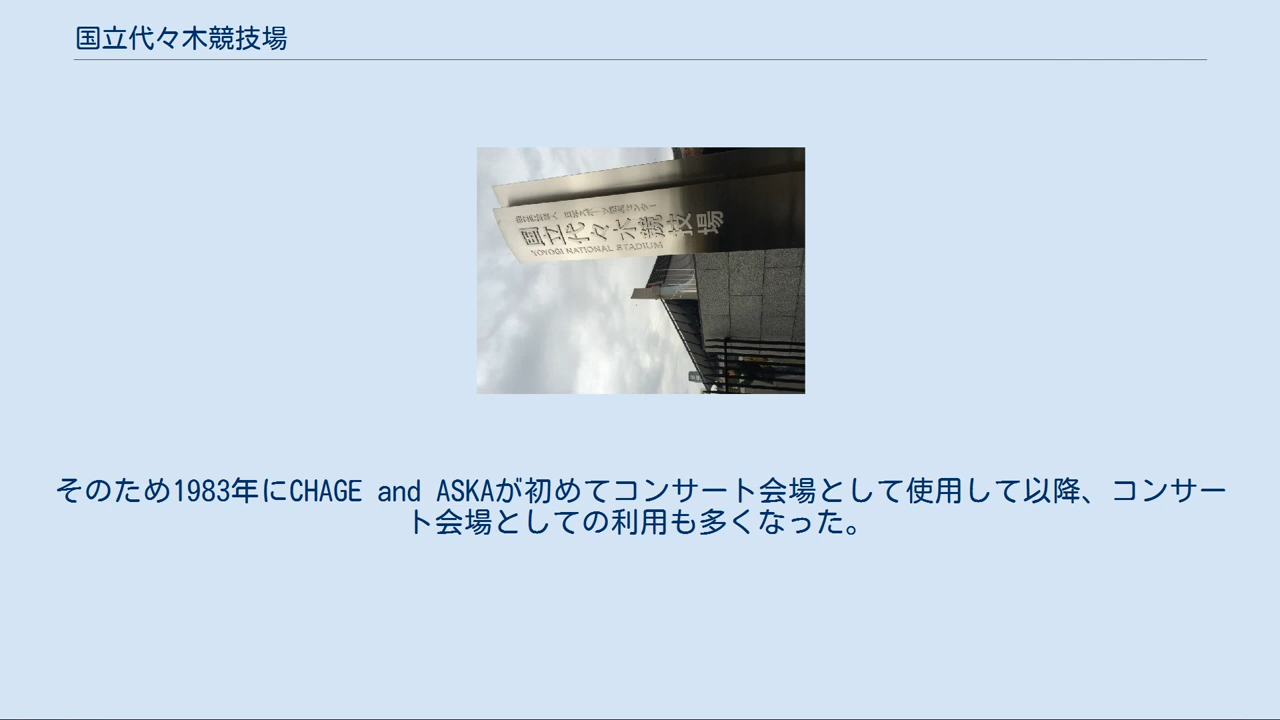 国立代々木競技場
国立代々木競技場
YOYOGI NATIONAL STADIUM
そのため1983年にCHAGE and ASKAが初めてコンサート会場として使用して以降、コンサー
ト会場としての利用も多くなった。